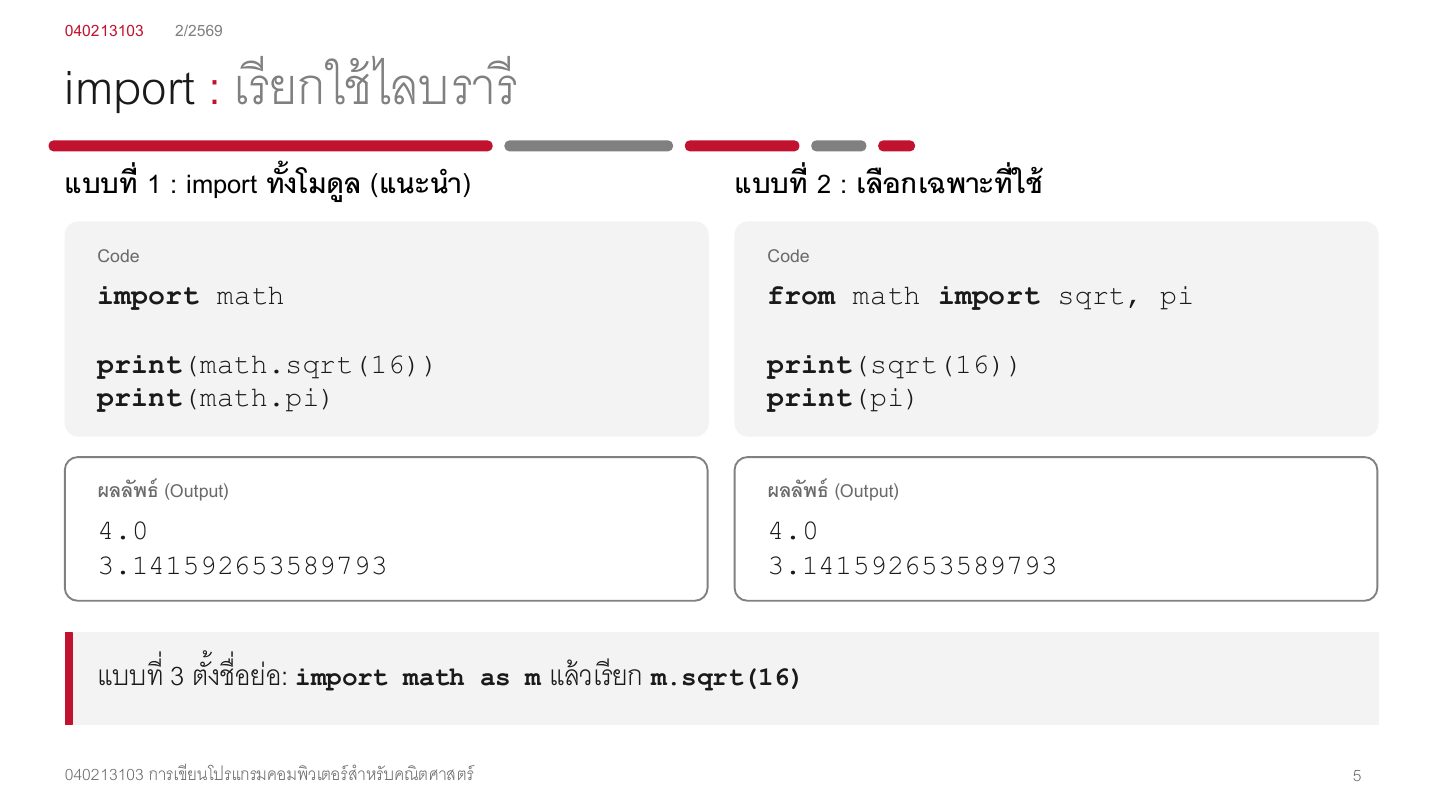 040213103 2/2569
import : เรียกใช้ไลบรารี
แบบที่ 1 : import ทั้งโมดูล (แนะนำ)
Code
import math
print(math.sqrt(16))
print(math.pi)
ผลลัพธ์ (Output)
4.0
3.141592653589793
แบบที่ 2 : เลือกเฉพาะที่ใช้
Code
from math import sqrt, pi
print(sqrt(16))
print(pi)
ผลลัพธ์ (Output)
4.0
3.141592653589793
แบบที่ 3 ตั้งชื่อย่อ: import math as m แล้วเรียก m.sqrt(16)
040213103 การเขียนโปรแกรมคอมพิวเตอร์สำหรับคณิตศาสตร์
5